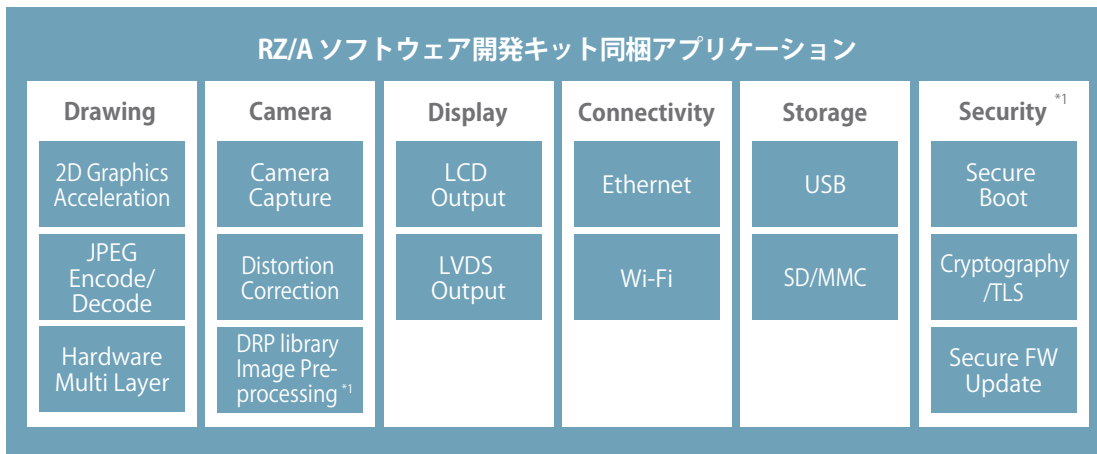 RZ/A ソフトウェア開発キット同梱アプリケーション
Drawing
2D Graphics
Acceleration
JPEG
Encode/
Decode
Hardware
Multi Layer
Camera
Camera
Capture
Distortion
Correction
DRP library
Image Pre-
processing *1
Display
LCD
Output
LVDS
Output
Connectivity
Ethernet
Wi-Fi
Storage
USB
SD/MMC
Security *1
Secure
Boot
Cryptography
/TLS
Secure FW
Update